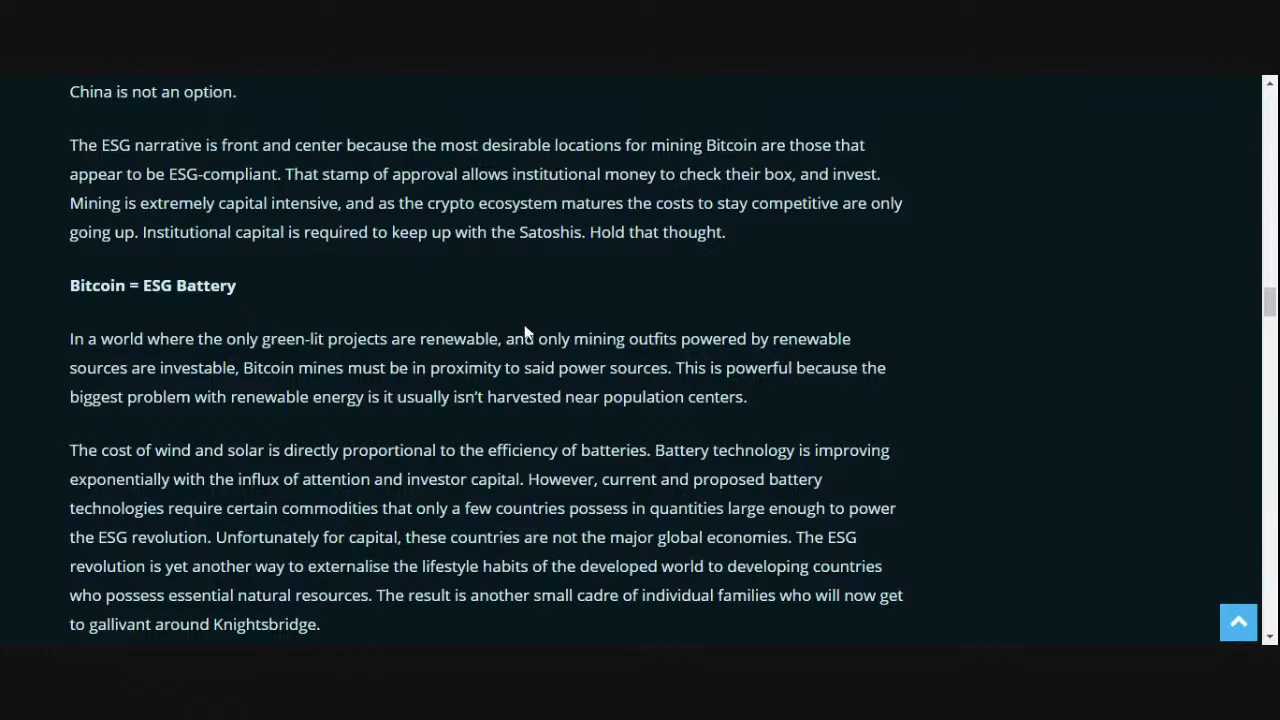 China is not an option.
The ESG narrative is front and center because the most desirable locations for mining Bitcoin are those that
appear to be ESG-compliant. That stamp of approval allows institutional money to check their box, and invest.
Mining is extremely capital intensive, and as the crypto ecosystem matures the costs to stay competitive are only
going up. Institutional capital is required to keep up with the Satoshis. Hold that thought.
Bitcoin = ESG Battery
In a world where the only green-lit projects are renewable, and only mining outfits powered by renewable
sources are investable, Bitcoin mines must be in proximity to said power sources. This is powerful because the
biggest problem with renewable energy is it usually isn’t harvested near population centers.
The cost of wind and solar is directly proportional to the efficiency of batteries. Battery technology is improving
exponentially with the influx of attention and investor capital. However, current and proposed battery
technologies require certain commodities that only a few countries possess in quantities large enough to power
the ESG revolution. Unfortunately for capital, these countries are not the major global economies. The ESG
revolution is yet another way to externalise the lifestyle habits of the developed world to developing countries
who possess essential natural resources. The result is another small cadre of individual families who will now get
to gallivant around Knightsbridge.